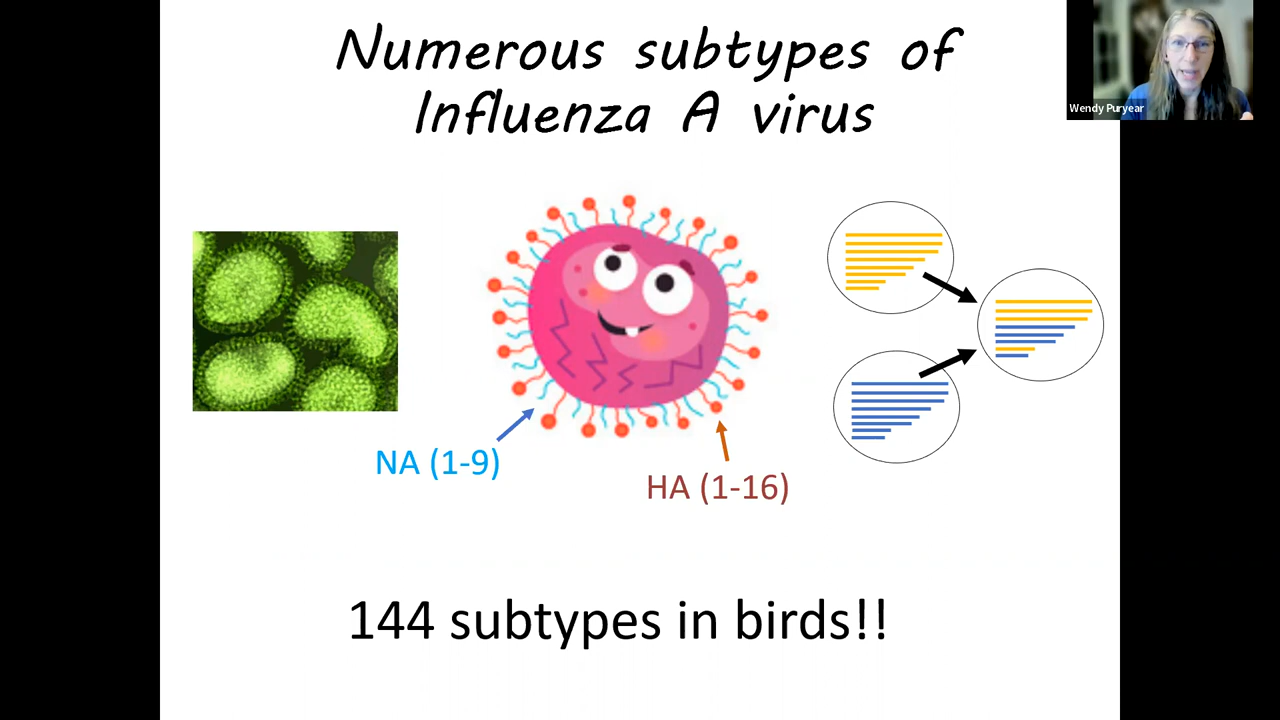 Numerous subtypes of
Influenza A virus
Wendy Puryear
NA (1-9)
HA (1-16)
144 subtypes in birds!!